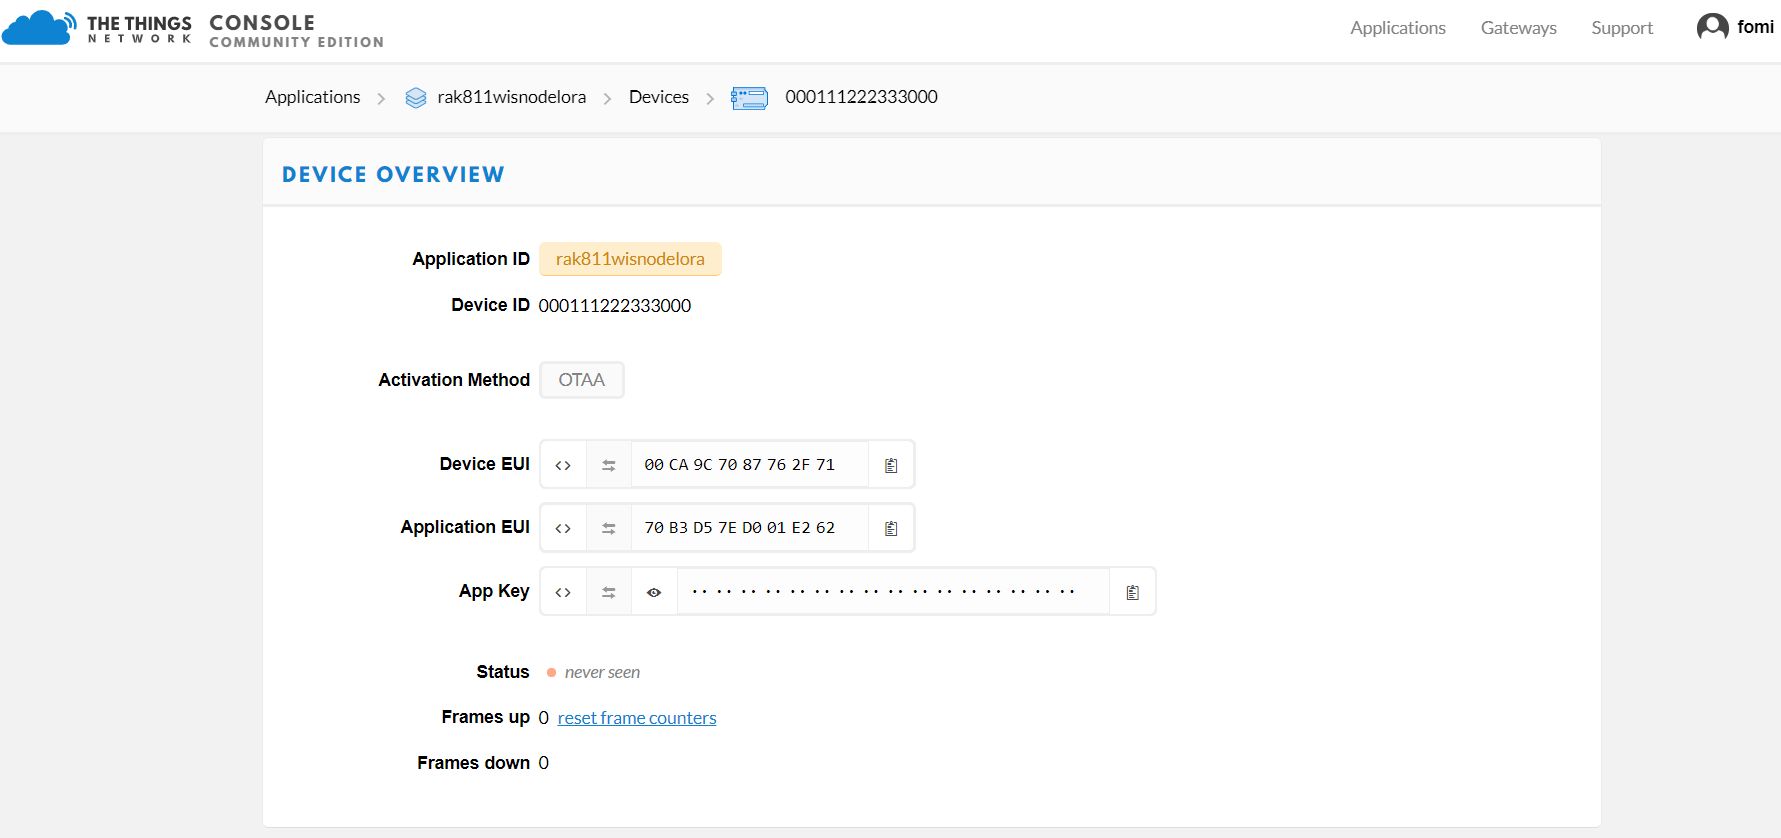 THE THINGS NETWORK CONSOLE COMMUNITY EDITION
Applications Gateways Support fomi
Applications > rak811wisnodelora > Devices > 000111222333000
DEVICE OVERVIEW
Application ID rak811wisnodelora
Device ID 000111222333000
Activation Method OTAA
Device EUI <> 00 CA 9C 70 87 76 2F 71
Application EUI <> 70 B3 D5 7E D0 01 E2 62
App Key <> ·· ·· ·· ·· ·· ·· ·· ·· ·· ·· ·· ·· ·· ·· ·· ··
Status never seen
Frames up 0 reset frame counters
Frames down 0